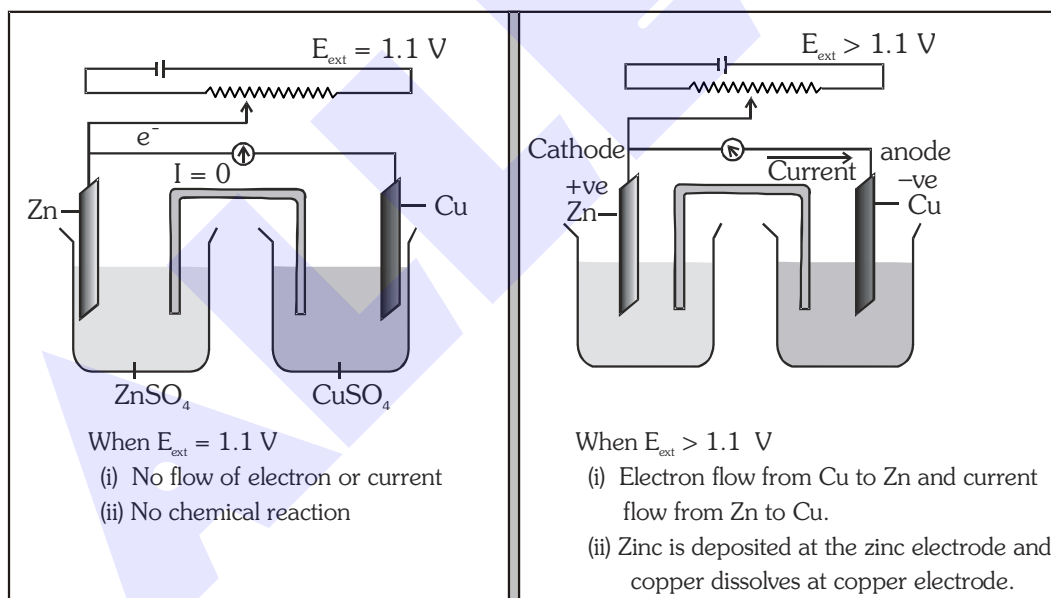 E_ext = 1.1 V
e⁻
I = 0
Zn
Cu
ZnSO₄
CuSO₄
When E_ext = 1.1 V
(i) No flow of electron or current
(ii) No chemical reaction
E_ext > 1.1 V
Cathode
anode
Current
+ve
–ve
Zn
Cu
When E_ext > 1.1 V
(i) Electron flow from Cu to Zn and current
flow from Zn to Cu.
(ii) Zinc is deposited at the zinc electrode and
copper dissolves at copper electrode.